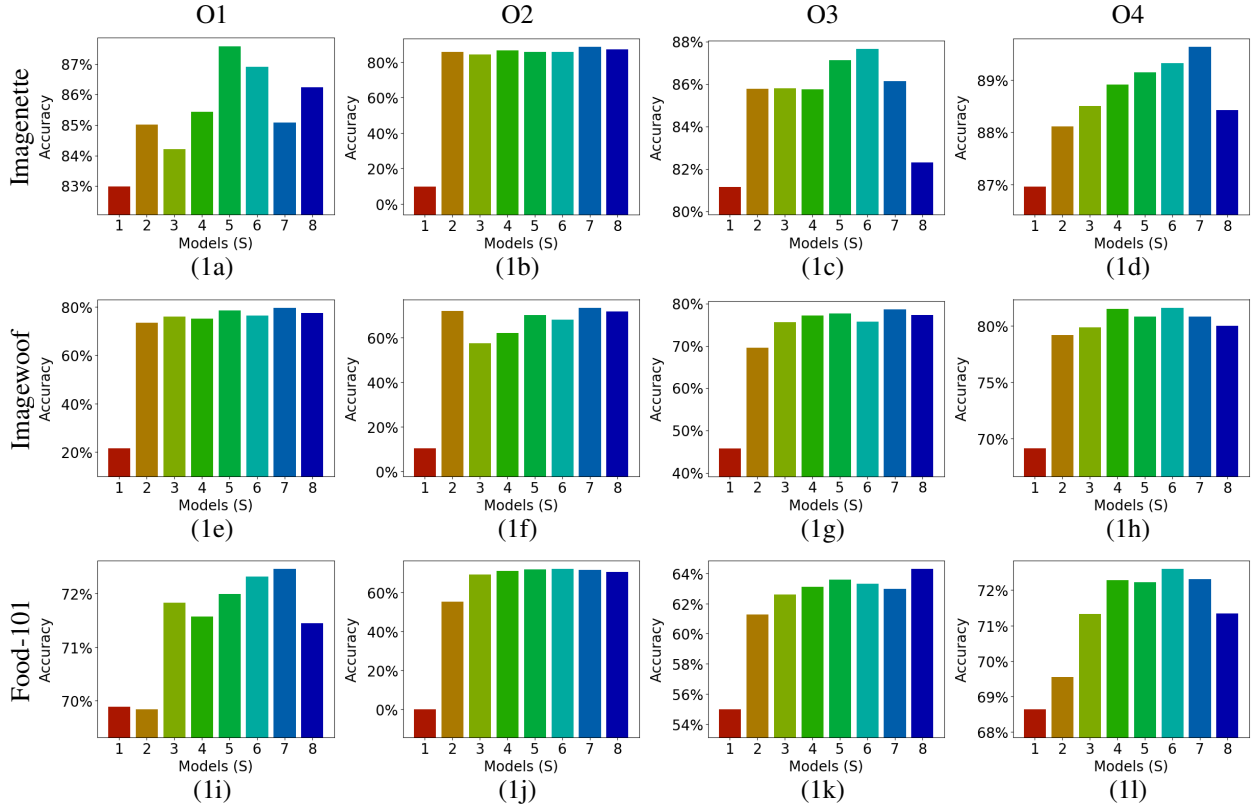 O1 O2 O3 O4
Imagenette
Accuracy
87%
86%
85%
84%
83%
1 2 3 4 5 6 7 8
Models (S)
(1a)
Accuracy
80%
60%
40%
20%
0%
1 2 3 4 5 6 7 8
Models (S)
(1b)
Accuracy
88%
86%
84%
82%
80%
1 2 3 4 5 6 7 8
Models (S)
(1c)
Accuracy
89%
88%
87%
1 2 3 4 5 6 7 8
Models (S)
(1d)
Imagewoof
Accuracy
80%
60%
40%
20%
1 2 3 4 5 6 7 8
Models (S)
(1e)
Accuracy
60%
40%
20%
0%
1 2 3 4 5 6 7 8
Models (S)
(1f)
Accuracy
80%
70%
60%
50%
40%
1 2 3 4 5 6 7 8
Models (S)
(1g)
Accuracy
80%
75%
70%
1 2 3 4 5 6 7 8
Models (S)
(1h)
Food-101
Accuracy
72%
71%
70%
1 2 3 4 5 6 7 8
Models (S)
(1i)
Accuracy
60%
40%
20%
0%
1 2 3 4 5 6 7 8
Models (S)
(1j)
Accuracy
64%
62%
60%
58%
56%
54%
1 2 3 4 5 6 7 8
Models (S)
(1k)
Accuracy
72%
71%
70%
69%
68%
1 2 3 4 5 6 7 8
Models (S)
(1l)